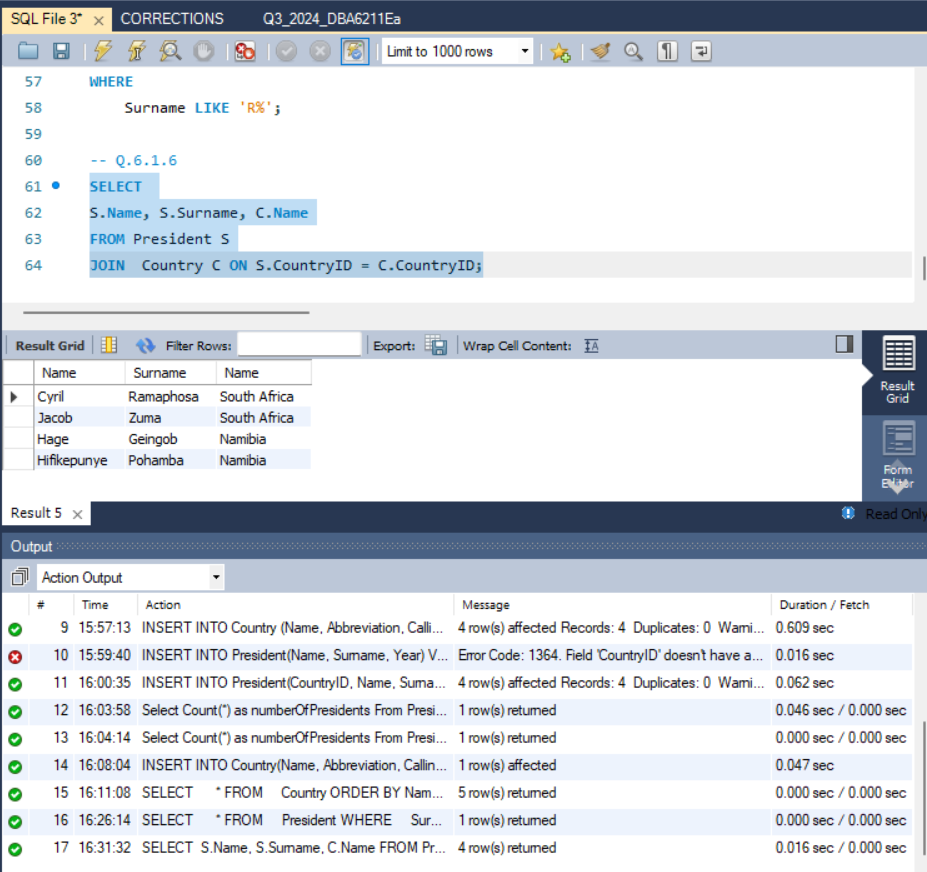 SQL File 3* × CORRECTIONS Q3_2024_DBA6211Ea
Limit to 1000 rows
57 WHERE
58 Surname LIKE 'R%';
59
60 -- Q.6.1.6
61 SELECT
62 S.Name, S.Surname, C.Name
63 FROM President S
64 JOIN Country C ON S.CountryID = C.CountryID;
Result Grid Filter Rows: Export: Wrap Cell Content: IA
Name Surname Name
Cyril Ramaphosa South Africa
Jacob Zuma South Africa
Hage Geingob Namibia
Hifikepunye Pohamba Namibia
Result Grid
Form Editor
Result 5 × Read Only
Output
Action Output
# Time Action Message Duration / Fetch
9 15:57:13 INSERT INTO Country (Name, Abbreviation, Calli... 4 row(s) affected Records: 4 Duplicates: 0 Warni... 0.609 sec
10 15:59:40 INSERT INTO President(Name, Surname, Year) V... Error Code: 1364. Field 'CountryID' doesn't have a... 0.016 sec
11 16:00:35 INSERT INTO President(CountryID, Name, Surna... 4 row(s) affected Records: 4 Duplicates: 0 Warni... 0.062 sec
12 16:03:58 Select Count(*) as numberOfPresidents From Presi... 1 row(s) returned 0.046 sec / 0.000 sec
13 16:04:14 Select Count(*) as numberOfPresidents From Presi... 1 row(s) returned 0.000 sec / 0.000 sec
14 16:08:04 INSERT INTO Country(Name, Abbreviation, Callin... 1 row(s) affected 0.047 sec
15 16:11:08 SELECT * FROM Country ORDER BY Nam... 5 row(s) returned 0.000 sec / 0.000 sec
16 16:26:14 SELECT * FROM President WHERE Sur... 1 row(s) returned 0.000 sec / 0.000 sec
17 16:31:32 SELECT S.Name, S.Surname, C.Name FROM Pr... 4 row(s) returned 0.016 sec / 0.000 sec